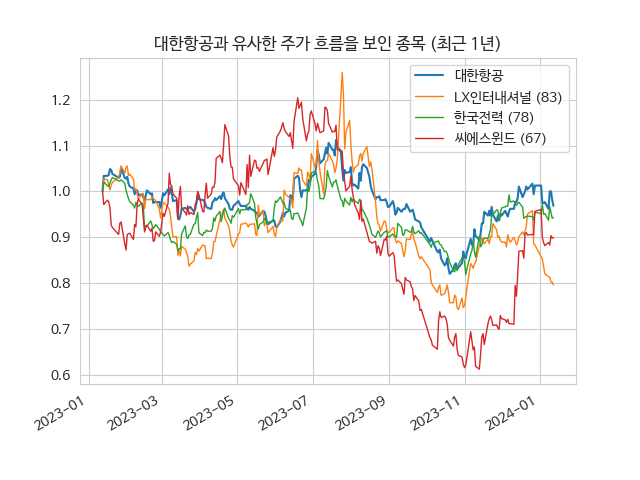 대한항공과 유사한 주가 흐름을 보인 종목 (최근 1년)
대한항공
LX인터내셔널 (83)
한국전력 (78)
씨에스윈드 (67)
1.2
1.1
1.0
0.9
0.8
0.7
0.6
2023-01
2023-03
2023-05
2023-07
2023-09
2023-11
2024-01